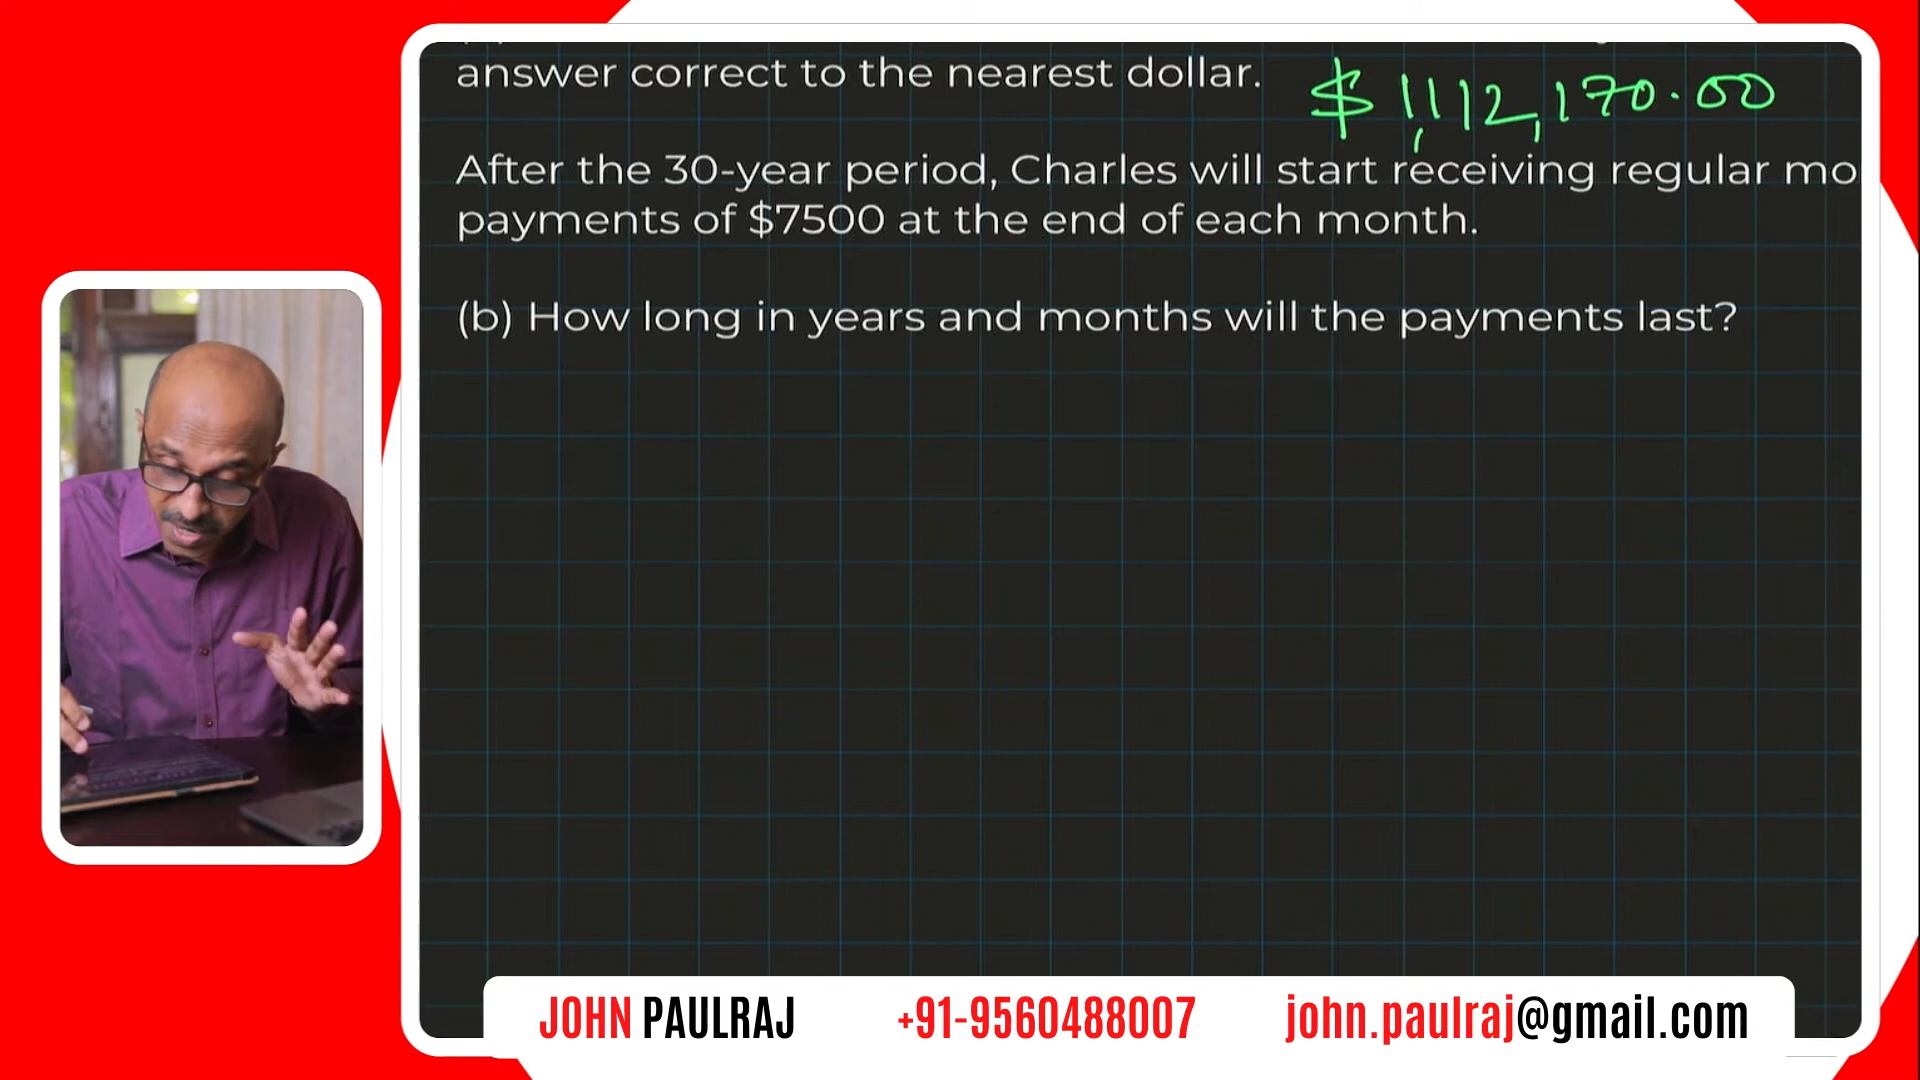 answer correct to the nearest dollar. $ 1,112,170.00
After the 30-year period, Charles will start receiving regular mo
payments of $7500 at the end of each month.
(b) How long in years and months will the payments last?
JOHN PAULRAJ +91-9560488007 john.paulraj@gmail.com